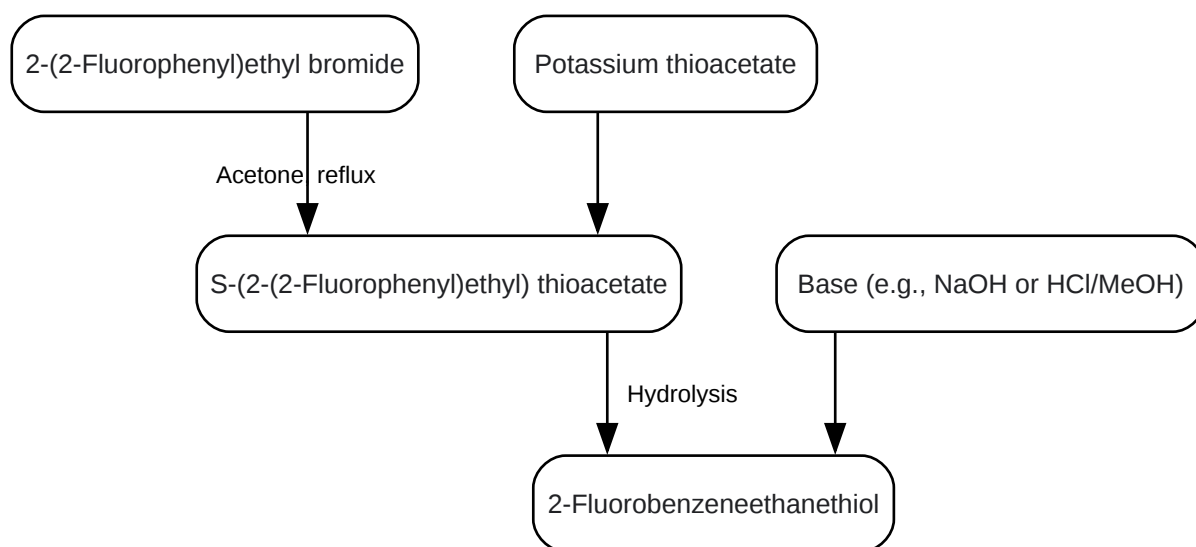 2-(2-Fluorophenyl)ethyl bromide
Potassium thioacetate
Acetone, reflux
S-(2-(2-Fluorophenyl)ethyl) thioacetate
Base (e.g., NaOH or HCl/MeOH)
Hydrolysis
2-Fluorobenzeneethanethiol